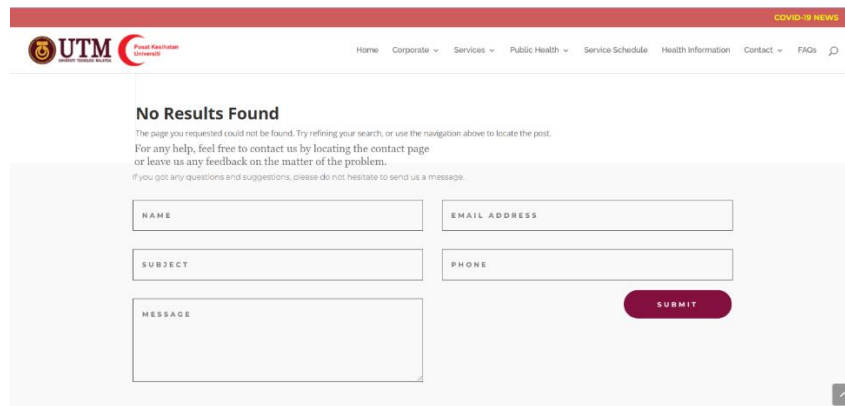 COVID-19 NEWS
UTM
UNIVERSITI TEKNOLOGI MALAYSIA
Pusat Kesihatan
Universiti
Home Corporate Services Public Health Service Schedule Health Information Contact FAQs
No Results Found
The page you requested could not be found. Try refining your search, or use the navigation above to locate the post.
For any help, feel free to contact us by locating the contact page
or leave us any feedback on the matter of the problem.
If you got any questions and suggestions, please do not hesitate to send us a message.
NAME EMAIL ADDRESS
SUBJECT PHONE
MESSAGE SUBMIT